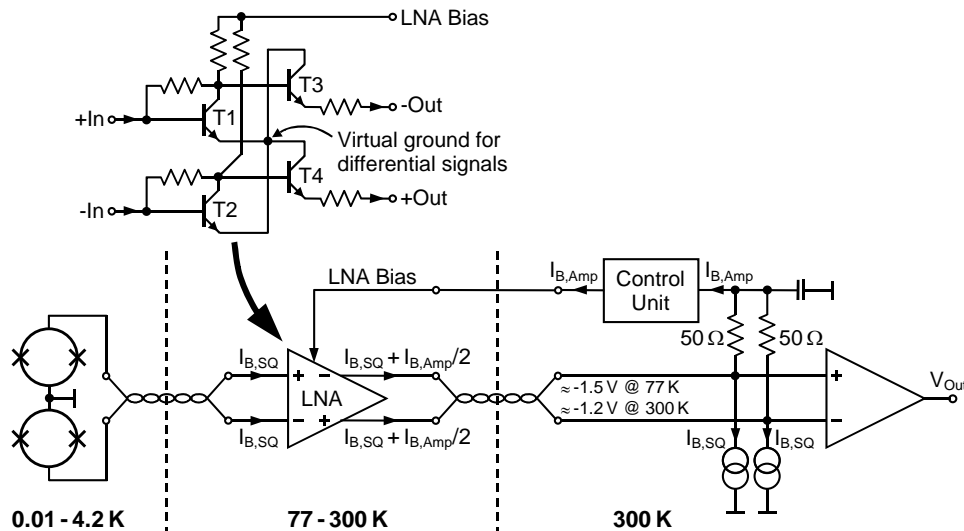 LNA Bias
T3
-Out
+In
T1
Virtual ground for
differential signals
T4
+Out
-In
T2
LNA Bias
I_B,Amp
Control
Unit
I_B,Amp
50 Ω
50 Ω
I_B,SQ
I_B,SQ + I_B,Amp/2
+
−
LNA
−
+
≈-1.5 V @ 77 K
≈-1.2 V @ 300 K
+
−
V_Out
I_B,SQ
I_B,SQ + I_B,Amp/2
I_B,SQ
I_B,SQ
0.01 - 4.2 K
77 - 300 K
300 K